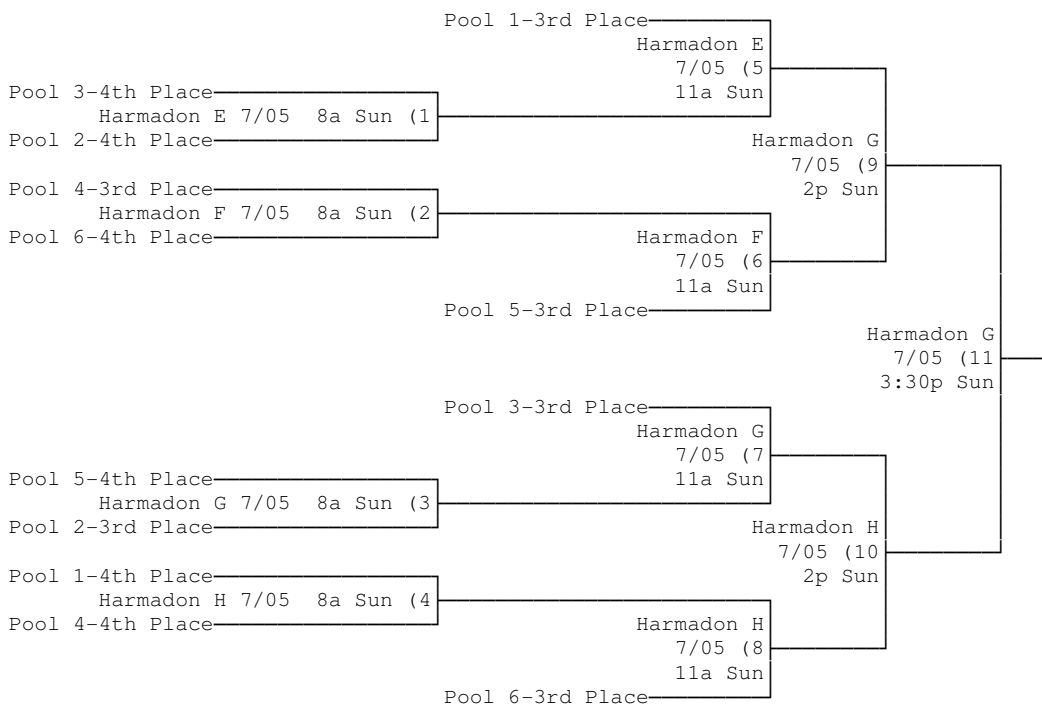 Pool 1-3rd Place
Harmadon E
7/05 (5
11a Sun
Pool 3-4th Place
Harmadon E 7/05 8a Sun (1
Pool 2-4th Place
Harmadon G
7/05 (9
2p Sun
Pool 4-3rd Place
Harmadon F 7/05 8a Sun (2
Pool 6-4th Place
Harmadon F
7/05 (6
11a Sun
Pool 5-3rd Place
Harmadon G
7/05 (11
3:30p Sun
Pool 3-3rd Place
Harmadon G
7/05 (7
11a Sun
Pool 5-4th Place
Harmadon G 7/05 8a Sun (3
Pool 2-3rd Place
Harmadon H
7/05 (10
2p Sun
Pool 1-4th Place
Harmadon H 7/05 8a Sun (4
Pool 4-4th Place
Harmadon H
7/05 (8
11a Sun
Pool 6-3rd Place